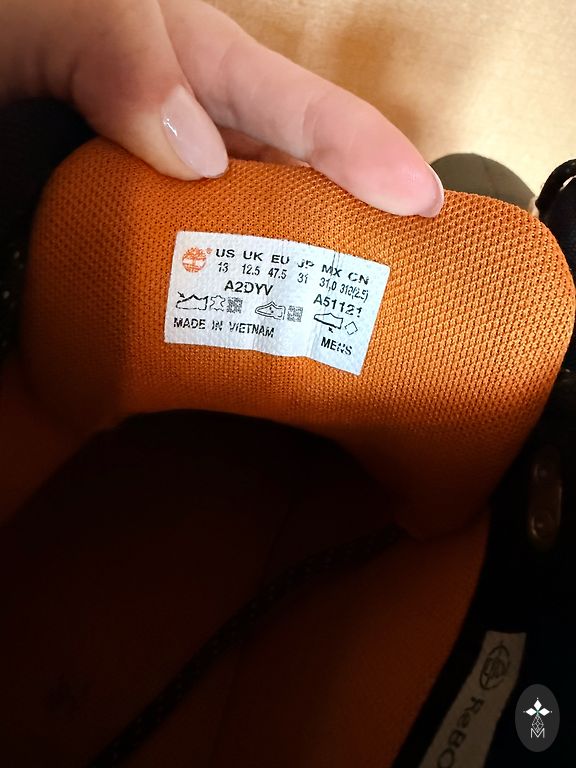 US UK EU JP MX CN
13 12.5 47.5 31 31,0 310(2.5)
A2DYV A51121
MADE IN VIETNAM
MENS
ReBO
M